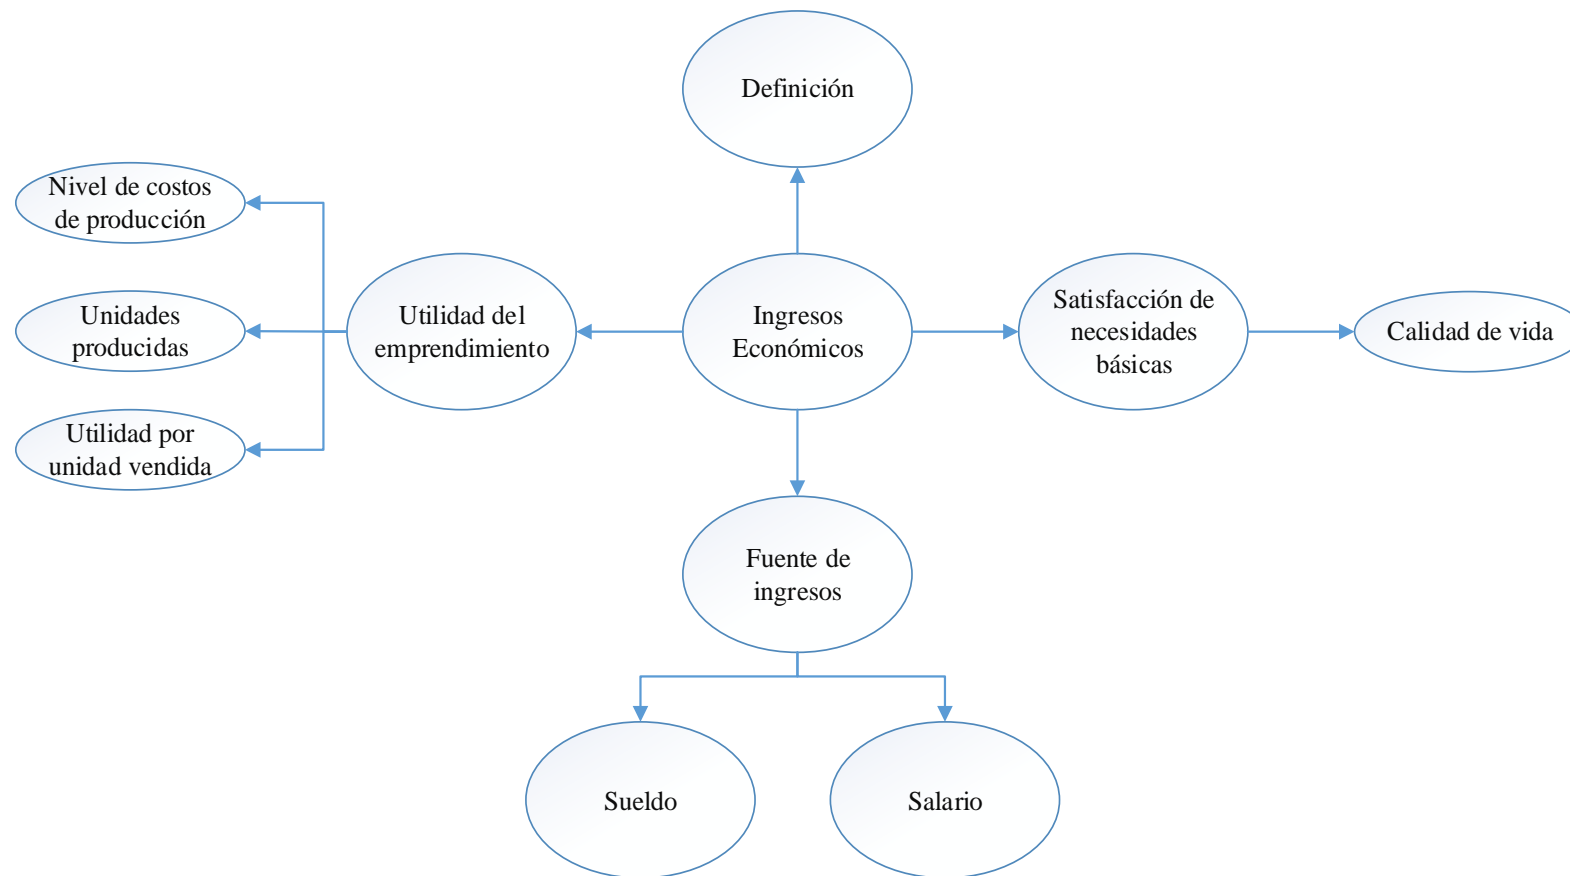 Definición
Nivel de costos
de producción
Unidades
producidas
Utilidad por
unidad vendida
Utilidad del
emprendimiento
Ingresos
Económicos
Satisfacción de
necesidades
básicas
Calidad de vida
Fuente de
ingresos
Sueldo
Salario